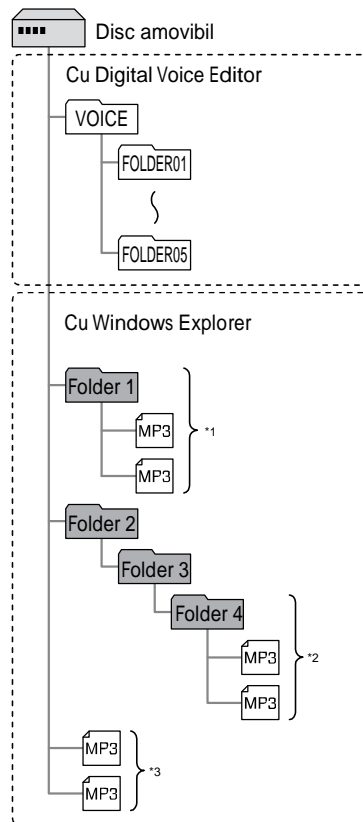 Disc amovibil
Cu Digital Voice Editor
VOICE
FOLDER01
FOLDER05
Cu Windows Explorer
Folder 1
MP3
*1
MP3
Folder 2
Folder 3
Folder 4
MP3
*2
MP3
MP3
*3
MP3